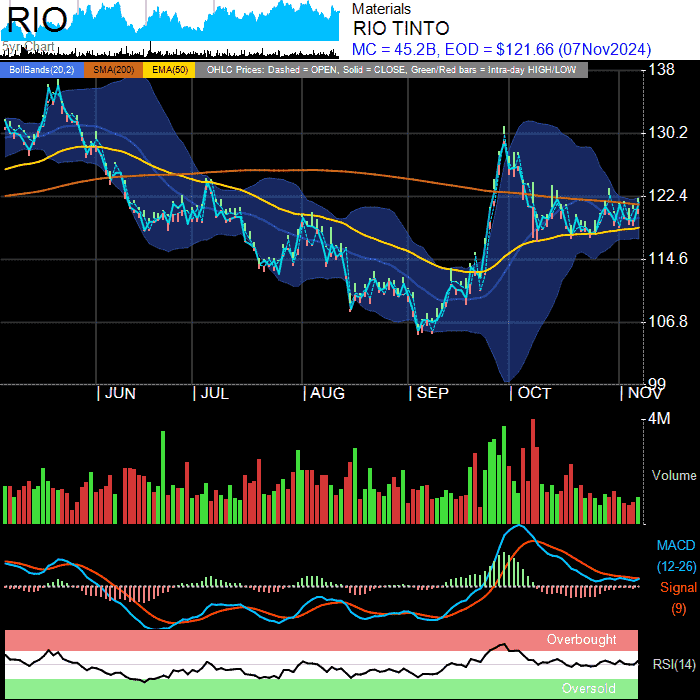 RIO
5yr Chart
Materials
RIO TINTO
MC = 45.2B, EOD = $121.66 (07Nov2024)
BollBands(20,2) SMA(200) EMA(50) OHLC Prices: Dashed = OPEN, Solid = CLOSE, Green/Red bars = Intra-day HIGH/LOW
138
130.2
122.4
114.6
106.8
99
JUN JUL AUG SEP OCT NOV
4M
Volume
MACD
(12-26)
Signal
(9)
Overbought
RSI(14)
Oversold